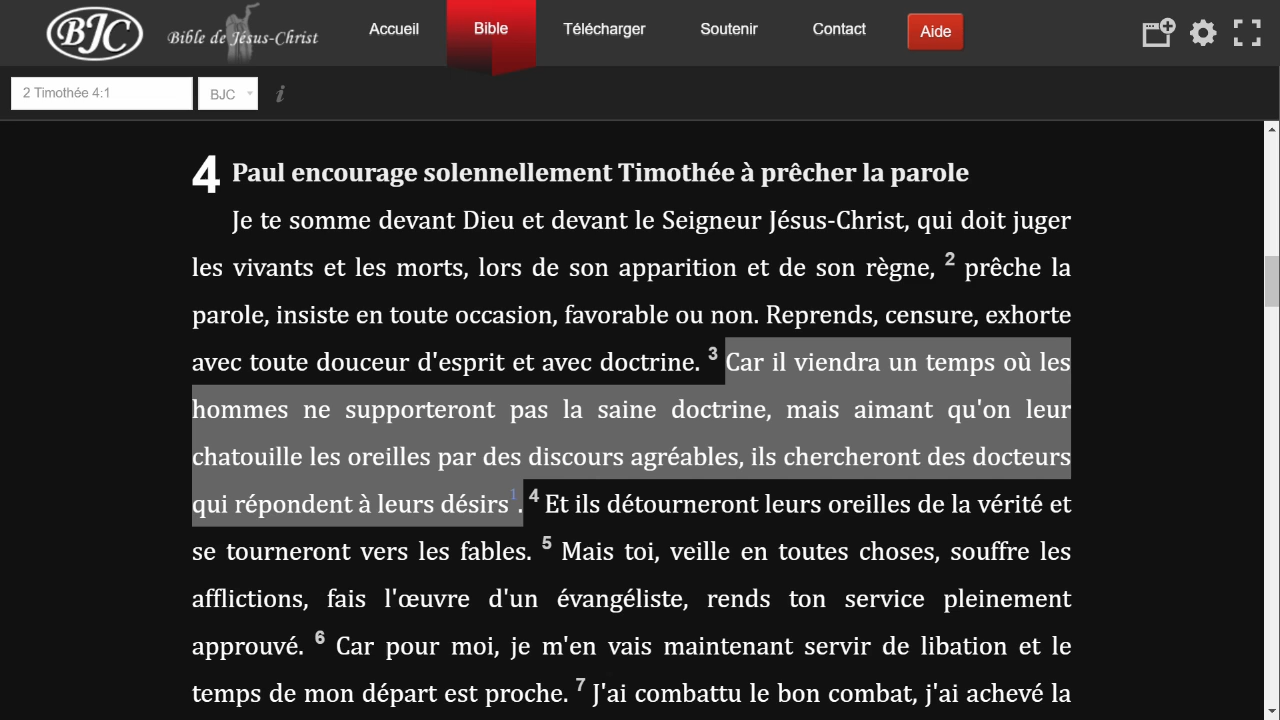 BJC
Bible de Jésus-Christ
Accueil
Bible
Télécharger
Soutenir
Contact
Aide
2 Timothée 4:1
BJC
i
4 Paul encourage solennellement Timothée à prêcher la parole
Je te somme devant Dieu et devant le Seigneur Jésus-Christ, qui doit juger
les vivants et les morts, lors de son apparition et de son règne, 2 prêche la
parole, insiste en toute occasion, favorable ou non. Reprends, censure, exhorte
avec toute douceur d'esprit et avec doctrine. 3 Car il viendra un temps où les
hommes ne supporteront pas la saine doctrine, mais aimant qu'on leur
chatouille les oreilles par des discours agréables, ils chercheront des docteurs
qui répondent à leurs désirs1. 4 Et ils détourneront leurs oreilles de la vérité et
se tourneront vers les fables. 5 Mais toi, veille en toutes choses, souffre les
afflictions, fais l'œuvre d'un évangéliste, rends ton service pleinement
approuvé. 6 Car pour moi, je m'en vais maintenant servir de libation et le
temps de mon départ est proche. 7 J'ai combattu le bon combat, j'ai achevé la